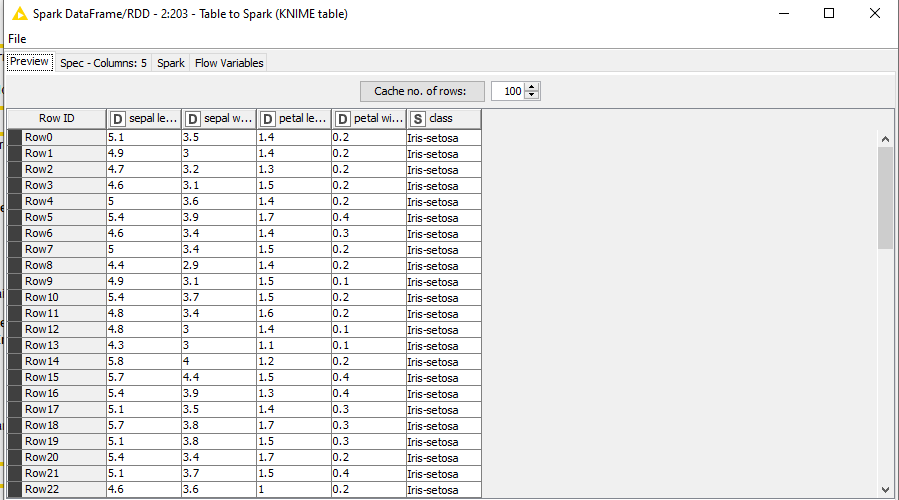 Spark DataFrame/RDD - 2:203 - Table to Spark (KNIME table)
File
Preview Spec - Columns: 5 Spark Flow Variables
Cache no. of rows: 100
Row ID D sepal le... D sepal w... D petal le... D petal wi... S class
Row0 5.1 3.5 1.4 0.2 Iris-setosa
Row1 4.9 3 1.4 0.2 Iris-setosa
Row2 4.7 3.2 1.3 0.2 Iris-setosa
Row3 4.6 3.1 1.5 0.2 Iris-setosa
Row4 5 3.6 1.4 0.2 Iris-setosa
Row5 5.4 3.9 1.7 0.4 Iris-setosa
Row6 4.6 3.4 1.4 0.3 Iris-setosa
Row7 5 3.4 1.5 0.2 Iris-setosa
Row8 4.4 2.9 1.4 0.2 Iris-setosa
Row9 4.9 3.1 1.5 0.1 Iris-setosa
Row10 5.4 3.7 1.5 0.2 Iris-setosa
Row11 4.8 3.4 1.6 0.2 Iris-setosa
Row12 4.8 3 1.4 0.1 Iris-setosa
Row13 4.3 3 1.1 0.1 Iris-setosa
Row14 5.8 4 1.2 0.2 Iris-setosa
Row15 5.7 4.4 1.5 0.4 Iris-setosa
Row16 5.4 3.9 1.3 0.4 Iris-setosa
Row17 5.1 3.5 1.4 0.3 Iris-setosa
Row18 5.7 3.8 1.7 0.3 Iris-setosa
Row19 5.1 3.8 1.5 0.3 Iris-setosa
Row20 5.4 3.4 1.7 0.2 Iris-setosa
Row21 5.1 3.7 1.5 0.4 Iris-setosa
Row22 4.6 3.6 1 0.2 Iris-setosa